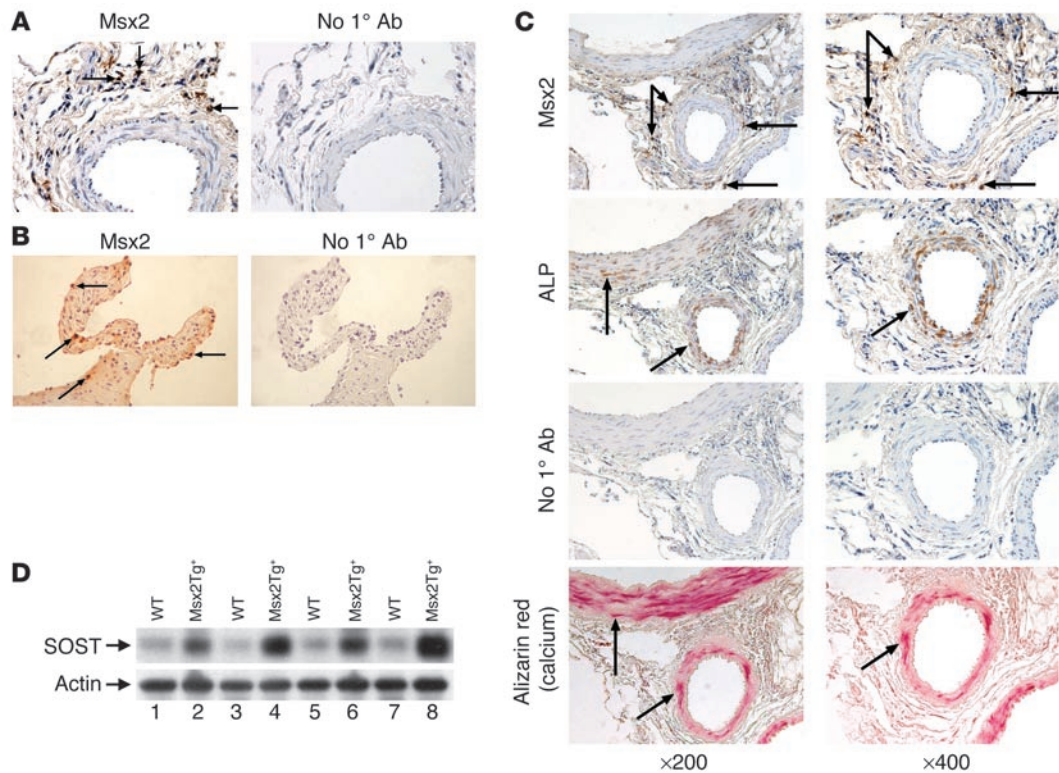 A
Msx2
No 1° Ab
B
Msx2
No 1° Ab
C
Msx2
ALP
No 1° Ab
Alizarin red
(calcium)
×200
×400
D
WT
Msx2Tg⁺
WT
Msx2Tg⁺
WT
Msx2Tg⁺
WT
Msx2Tg⁺
SOST
Actin
1 2 3 4 5 6 7 8